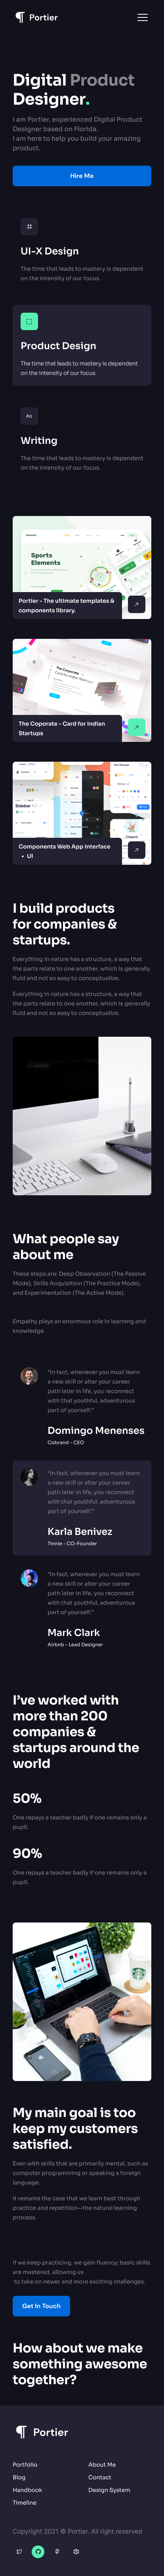 Portier
Digital Product
Designer.
I am Portier, experienced Digital Product
Designer based on Florida.
I am here to help you build your amazing
product.
Hire Me
UI-X Design
The time that leads to mastery is dependent
on the intensity of our focus.
Product Design
The time that leads to mastery is dependent
on the intensity of our focus.
Aα
Writing
The time that leads to mastery is dependent
on the intensity of our focus.
Sports
Elements
Portier - The ultimate templates &
components library.
The Coporate - Card for Indian
Startups
Components Web App Interface
• UI
I build products
for companies &
startups.
Everything in nature has a structure, a way that
the parts relate to one another, which is generally
fluid and not so easy to conceptualize.
Everything in nature has a structure, a way that
the parts relate to one another, which is generally
fluid and not so easy to conceptualize.
What people say
about me
These steps are: Deep Observation (The Passive
Mode), Skills Acquisition (The Practice Mode),
and Experimentation (The Active Mode).
Empathy plays an enormous role in learning and
knowledge.
"In fact, whenever you must learn
a new skill or alter your career
path later in life, you reconnect
with that youthful, adventurous
part of yourself."
Domingo Menenses
Cobrand - CEO
"In fact, whenever you must learn
a new skill or alter your career
path later in life, you reconnect
with that youthful, adventurous
part of yourself."
Karla Benivez
Tinnie - CO-Founder
"In fact, whenever you must learn
a new skill or alter your career
path later in life, you reconnect
with that youthful, adventurous
part of yourself."
Mark Clark
Airbnb - Lead Designer
I've worked with
more than 200
companies &
startups around the
world
50%
One repays a teacher badly if one remains only a
pupil.
90%
One repays a teacher badly if one remains only a
pupil.
My main goal is too
keep my customers
satisfied.
Even with skills that are primarily mental, such as
computer programming or speaking a foreign
language.
It remains the case that we learn best through
practice and repetition—the natural learning
process.
If we keep practicing, we gain fluency; basic skills
are mastered, allowing us
to take on newer and more exciting challenges.
Get In Touch
How about we make
something awesome
together?
Portier
Portfolio
About Me
Blog
Contact
Handbook
Design System
Timeline
Copyright 2021 © Portier. All right reserved